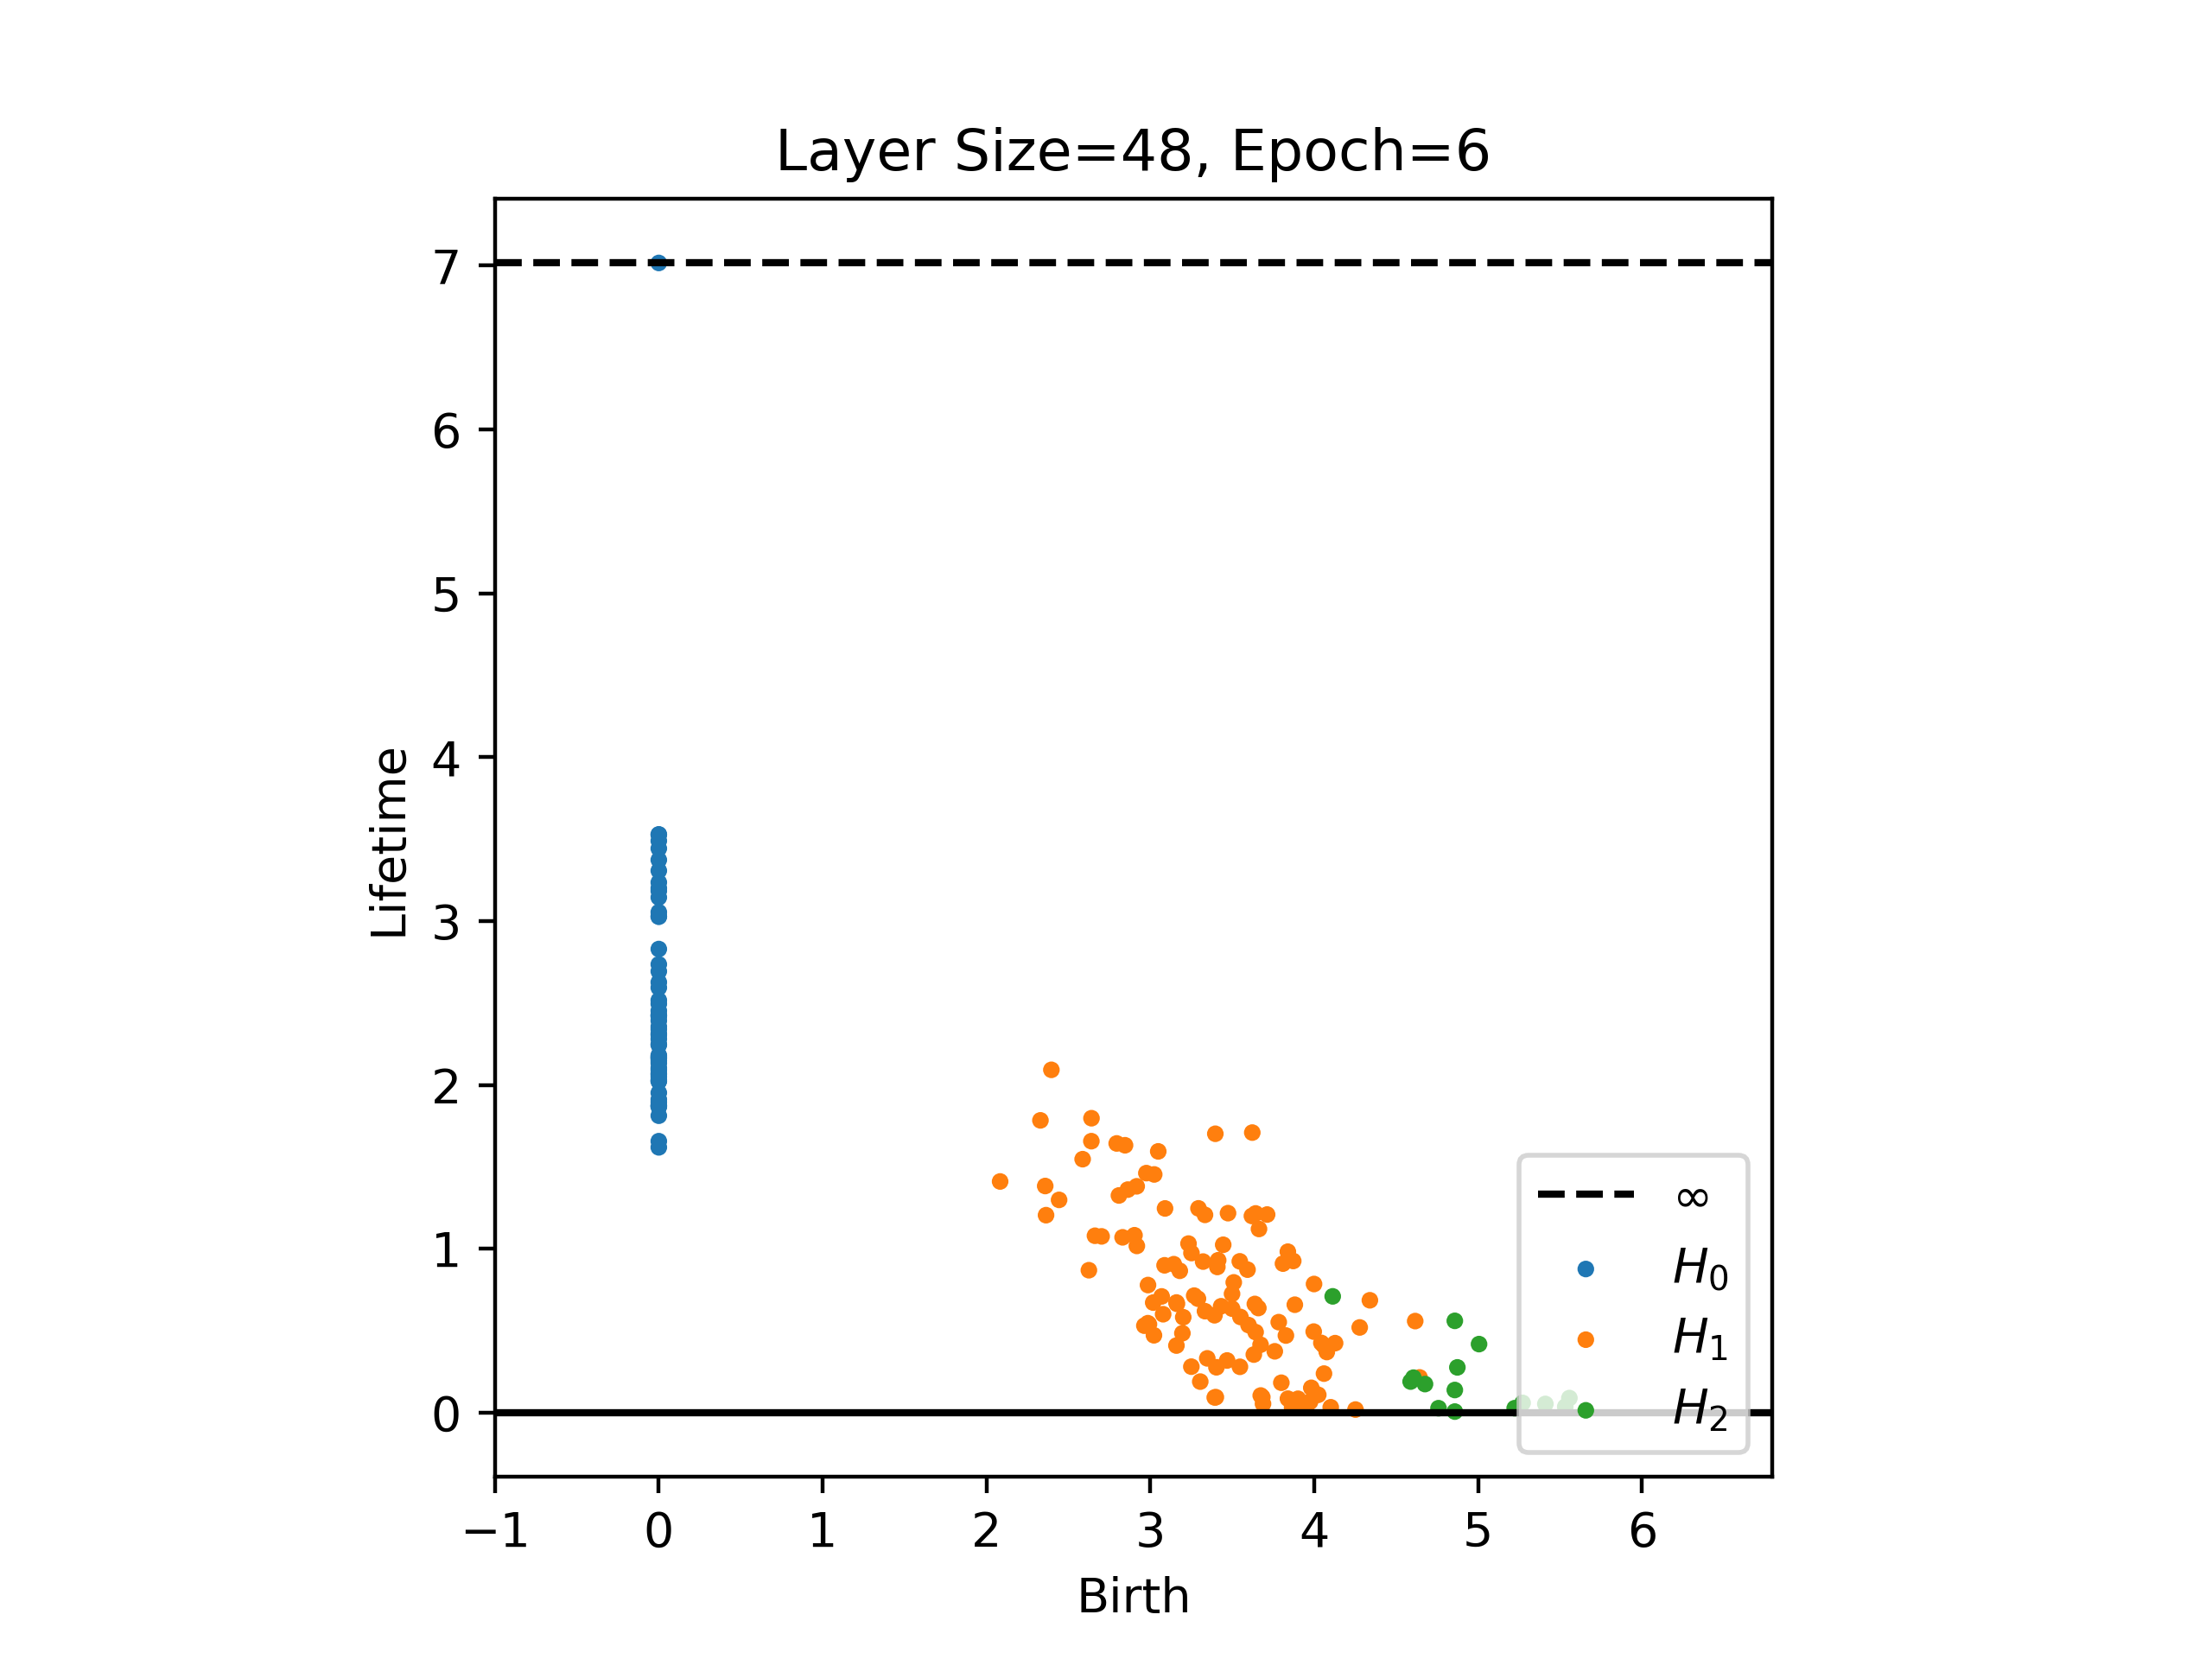 Layer Size=48, Epoch=6
Lifetime
7
6
5
4
3
2
1
0
∞
H₀
H₁
H₂
−1 0 1 2 3 4 5 6
Birth